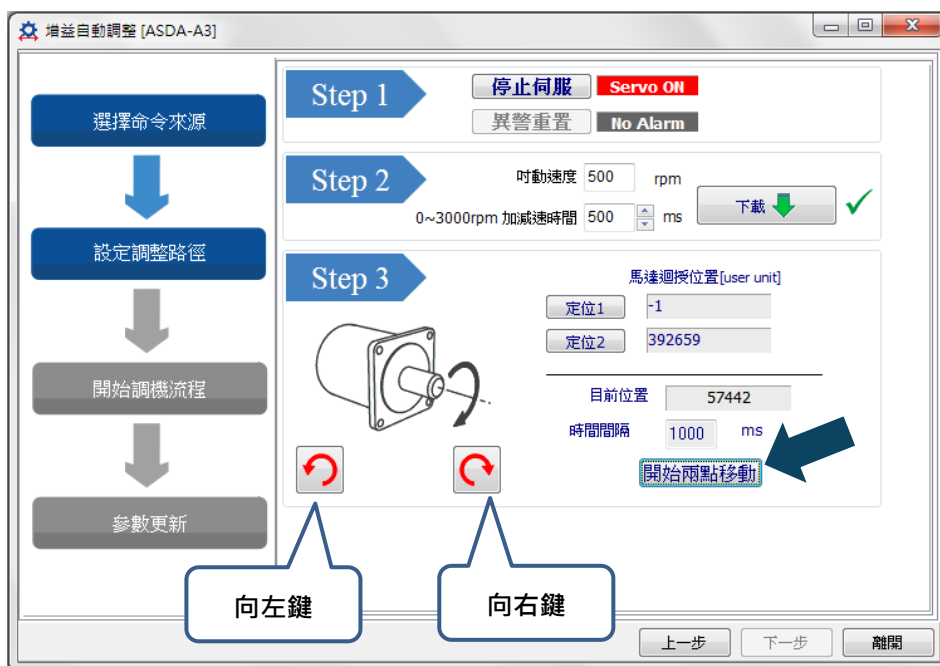 增益自動調整 [ASDA-A3]
選擇命令來源
設定調整路徑
開始調機流程
參數更新
Step 1
停止伺服 Servo ON
異警重置 No Alarm
Step 2
吋動速度 500 rpm
0~3000rpm 加減速時間 500 ms
下載
Step 3
馬達迴授位置[user unit]
定位1 -1
定位2 392659
目前位置 57442
時間間隔 1000 ms
開始兩點移動
向左鍵
向右鍵
上一步 下一步 離開